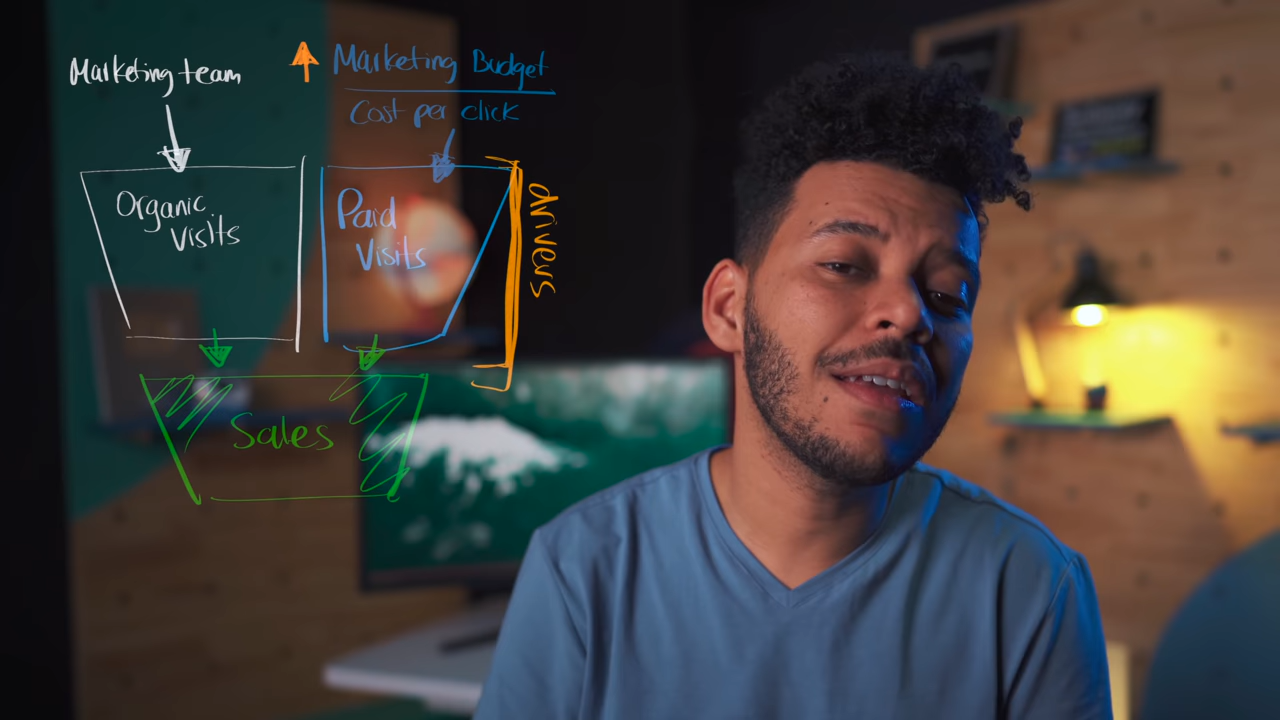 Marketing team
Marketing Budget
Cost per click
Organic
visits
Paid
Visits
drivers
Sales